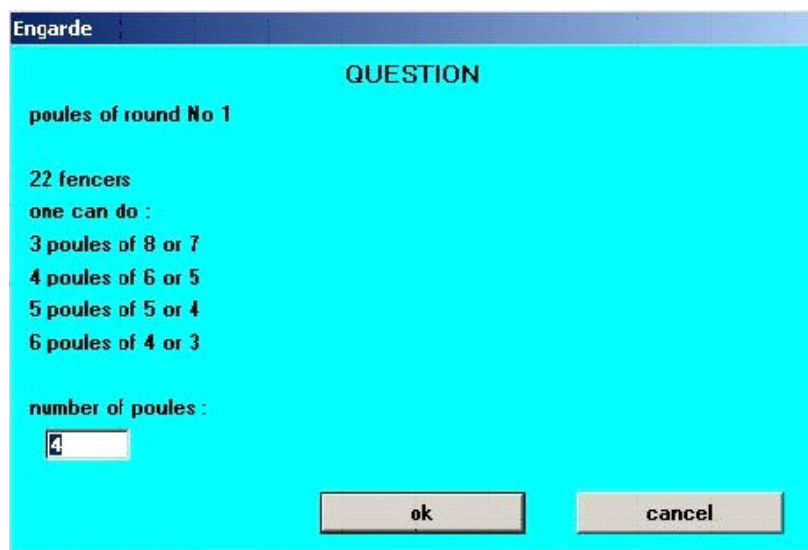 Engarde
QUESTION
poules of round No 1
22 fencers
one can do :
3 poules of 8 or 7
4 poules of 6 or 5
5 poules of 5 or 4
6 poules of 4 or 3
number of poules :
4
ok cancel